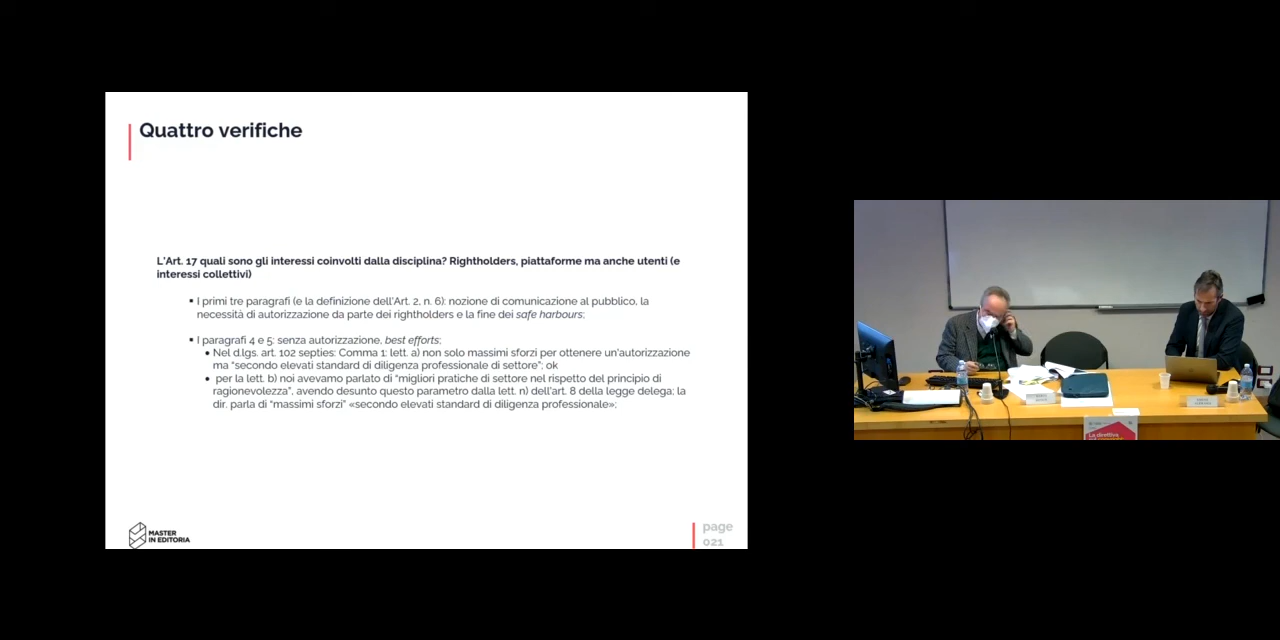 Quattro verifiche
L'Art. 17 quali sono gli interessi coinvolti dalla disciplina? Rightholders, piattaforme ma anche utenti (e
interessi collettivi)
▪ I primi tre paragrafi (e la definizione dell'Art. 2, n. 6): nozione di comunicazione al pubblico, la
necessità di autorizzazione da parte dei rightholders e la fine dei safe harbours;
▪ I paragrafi 4 e 5: senza autorizzazione, best efforts;
• Nel d.lgs. art. 102 septies: Comma 1: lett. a) non solo massimi sforzi per ottenere un'autorizzazione
ma "secondo elevati standard di diligenza professionale di settore"; ok
• per la lett. b) noi avevamo parlato di "migliori pratiche di settore nel rispetto del principio di
ragionevolezza", avendo desunto questo parametro dalla lett. n) dell'art. 8 della legge delega; la
dir. parla di "massimi sforzi" «secondo elevati standard di diligenza professionale»;
MASTER
IN EDITORIA
page
021
La direttiva